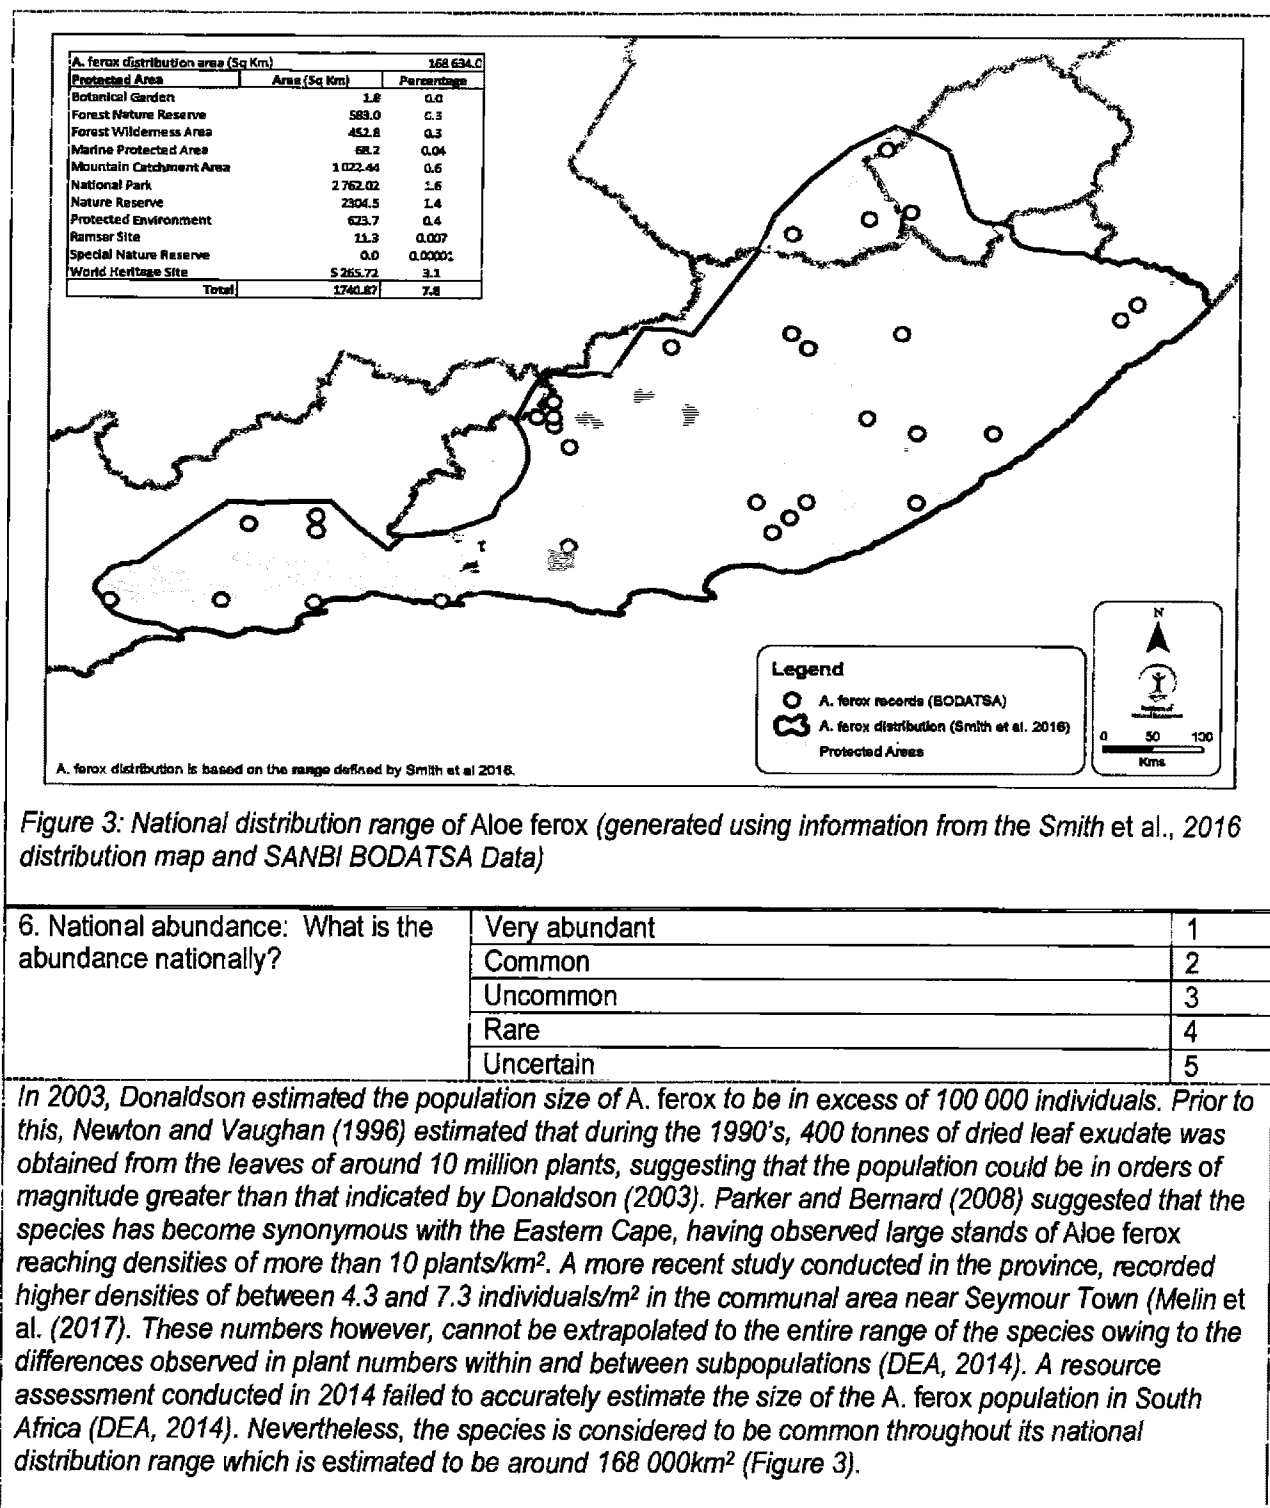 A. ferox distribution area (Sq Km) 168 634.0
Protected Area Area (Sq Km) Percentage
Botanical Garden 1.8 0.0
Forest Nature Reserve 583.0 0.3
Forest Wilderness Area 452.8 0.3
Marine Protected Area 68.2 0.04
Mountain Catchment Area 1 022.44 0.6
National Park 2 762.02 1.6
Nature Reserve 2304.5 1.4
Protected Environment 623.7 0.4
Ramsar Site 11.3 0.007
Special Nature Reserve 0.0 0.00001
World Heritage Site 5 265.72 3.1
Total 1740.87 7.8
N
Legend
A. ferox records (BODATSA)
A. ferox distribution (Smith et al. 2016)
Protected Areas
0 50 100
Kms
A. ferox distribution is based on the range defined by Smith et al 2016.
Figure 3: National distribution range of Aloe ferox (generated using information from the Smith et al., 2016
distribution map and SANBI BODATSA Data)
6. National abundance: What is the
abundance nationally?
Very abundant 1
Common 2
Uncommon 3
Rare 4
Uncertain 5
In 2003, Donaldson estimated the population size of A. ferox to be in excess of 100 000 individuals. Prior to
this, Newton and Vaughan (1996) estimated that during the 1990's, 400 tonnes of dried leaf exudate was
obtained from the leaves of around 10 million plants, suggesting that the population could be in orders of
magnitude greater than that indicated by Donaldson (2003). Parker and Bernard (2008) suggested that the
species has become synonymous with the Eastern Cape, having observed large stands of Aloe ferox
reaching densities of more than 10 plants/km². A more recent study conducted in the province, recorded
higher densities of between 4.3 and 7.3 individuals/m² in the communal area near Seymour Town (Melin et
al. (2017). These numbers however, cannot be extrapolated to the entire range of the species owing to the
differences observed in plant numbers within and between subpopulations (DEA, 2014). A resource
assessment conducted in 2014 failed to accurately estimate the size of the A. ferox population in South
Africa (DEA, 2014). Nevertheless, the species is considered to be common throughout its national
distribution range which is estimated to be around 168 000km² (Figure 3).